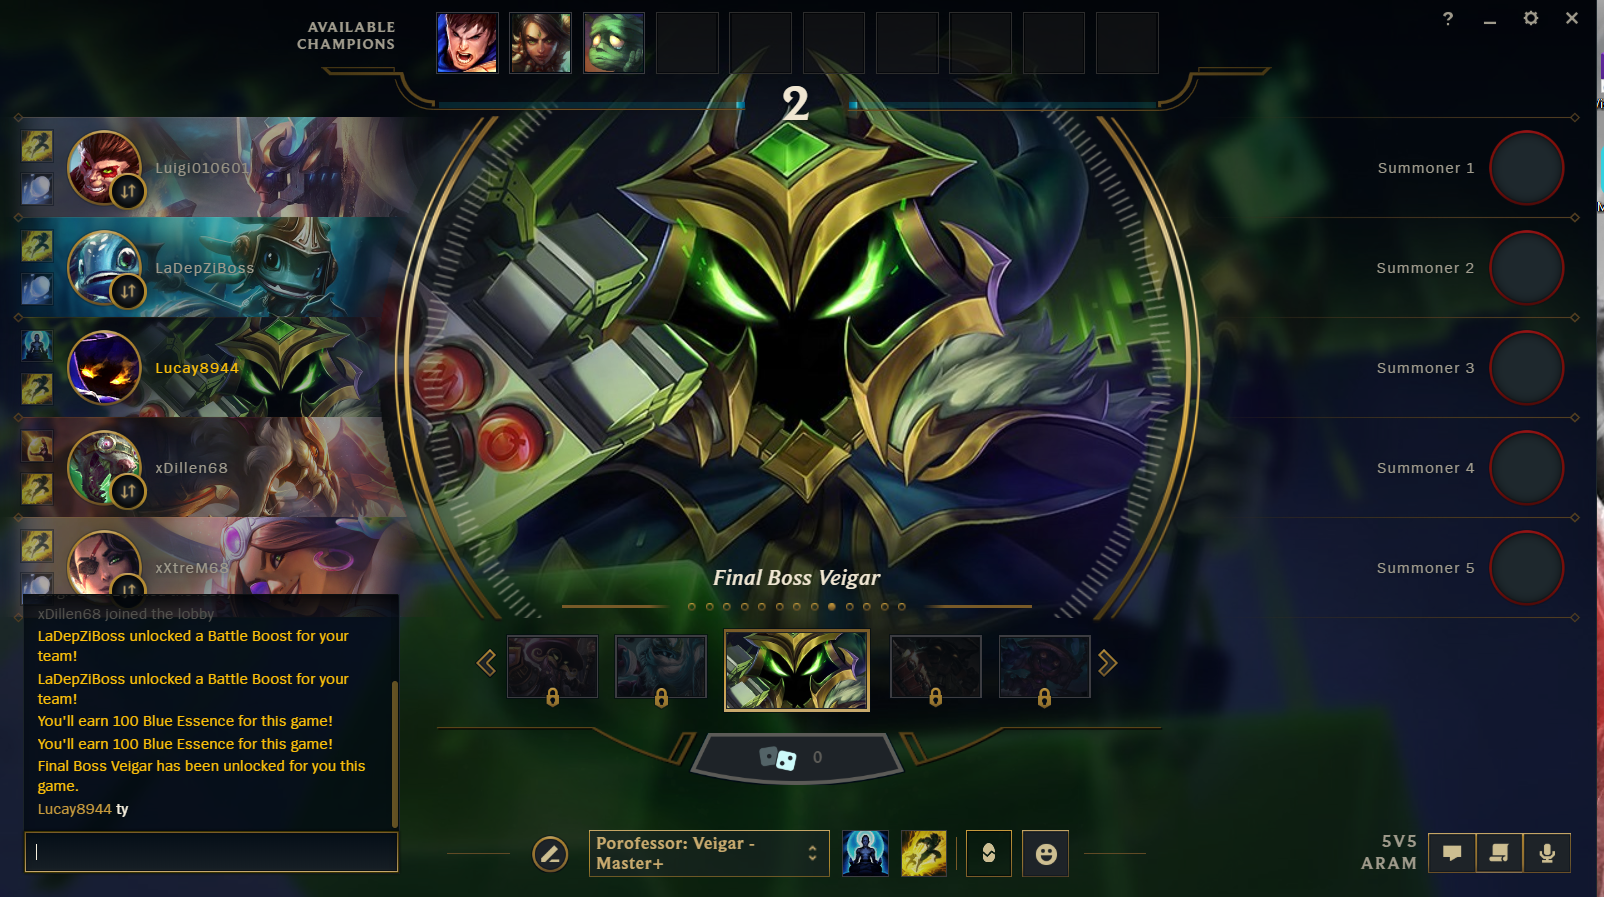 AVAILABLE
CHAMPIONS
?
2
Luigi010601
LaDepZiBoss
Lucay8944
xDillen68
xXtreM68
Summoner 1
Summoner 2
Summoner 3
Summoner 4
Summoner 5
Final Boss Veigar
xDillen68 joined the lobby
LaDepZiBoss unlocked a Battle Boost for your
team!
LaDepZiBoss unlocked a Battle Boost for your
team!
You'll earn 100 Blue Essence for this game!
You'll earn 100 Blue Essence for this game!
Final Boss Veigar has been unlocked for you this
game.
Lucay8944 ty
0
Porofessor: Veigar -
Master+
5V5
ARAM